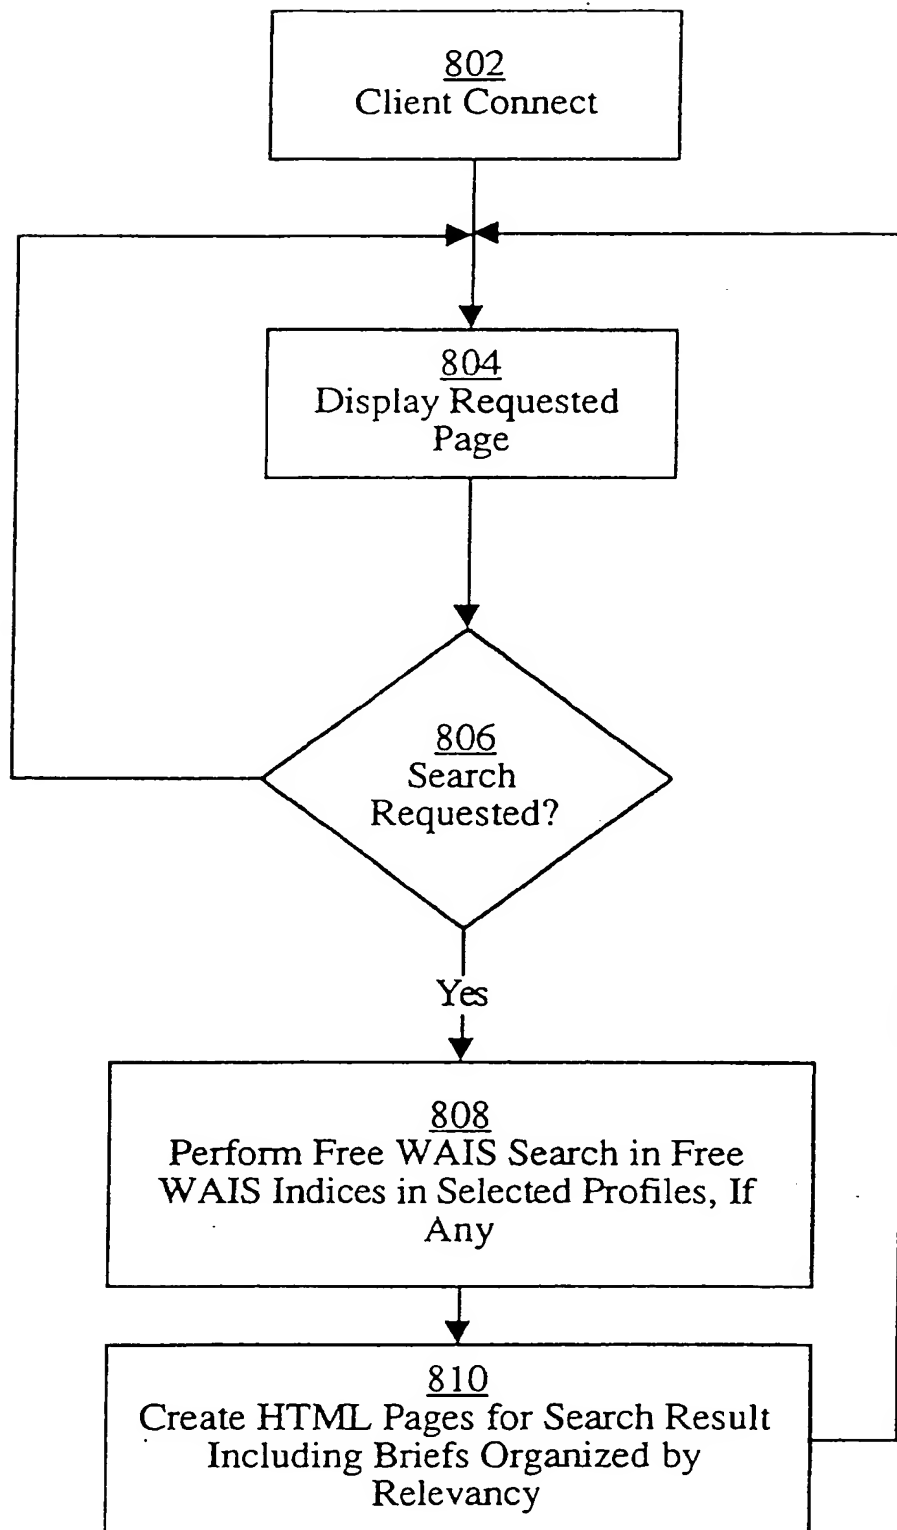 802
Client Connect
804
Display Requested
Page
806
Search
Requested?
Yes
808
Perform Free WAIS Search in Free
WAIS Indices in Selected Profiles, If
Any
810
Create HTML Pages for Search Result
Including Briefs Organized by
Relevancy